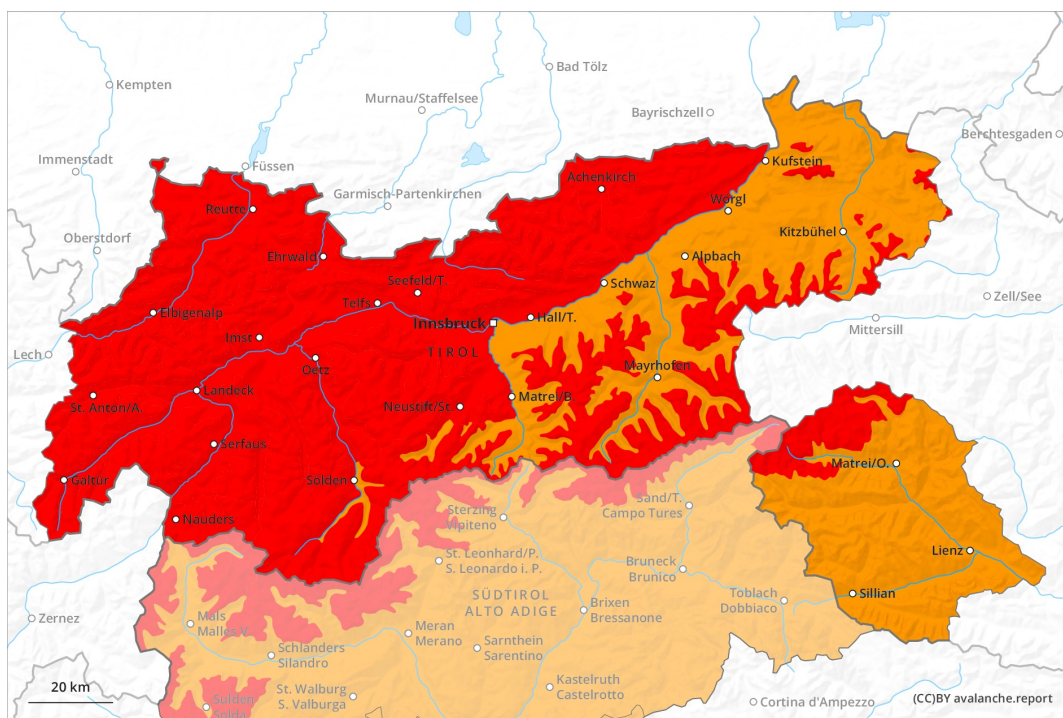 Kempten
Bad Tölz
Murnau/Staffelsee
Bayrischzell
Berchtesgaden
Immenstadt
Füssen
Kufstein
Achenkirch
Garmisch-Partenkirchen
Reutte
Wörgl
Oberstdorf
Kitzbühel
Ehrwald
Alpbach
Seefeld/T.
Schwaz
Zell/See
Telfs
Elbigenalp
Hall/T.
Innsbruck
Mittersill
Imst
Lech
TIROL
Oetz
Mayrhofen
Landeck
St. Anton/A.
Neustift/St.
Matrei/B.
Serfaus
Matrei/O.
Galtür
Sölden
Sand/T.
Campo Tures
Sterzing
Vipiteno
Nauders
Lienz
St. Leonhard/P.
S. Leonardo i. P.
Bruneck
Brunico
SÜDTIROL
ALTO ADIGE
Toblach
Dobbiaco
Sillian
Brixen
Bressanone
Zernez
Mals
Malles V.
Meran
Merano
Schlanders
Silandro
Sarnthein
Sarentino
20 km
St. Walburg
S. Valburga
Kastelruth
Castelrotto
Sulden
Solda
Cortina d'Ampezzo
(CC)BY avalanche.report